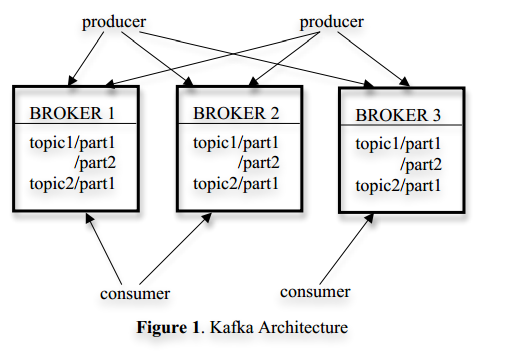 producer producer
BROKER 1
topic1/part1
/part2
topic2/part1
BROKER 2
topic1/part1
/part2
topic2/part1
BROKER 3
topic1/part1
/part2
topic2/part1
consumer consumer
Figure 1. Kafka Architecture